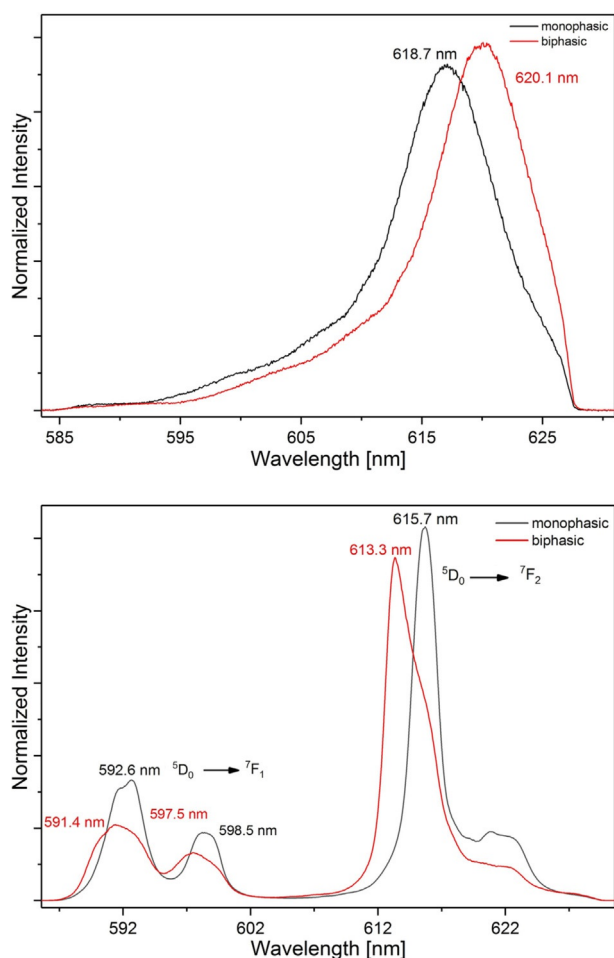 monophasic
biphasic
618.7 nm
620.1 nm
Normalized Intensity
585 595 605 615 625
Wavelength [nm]
615.7 nm
monophasic
biphasic
613.3 nm
⁵D₀ → ⁷F₂
Normalized Intensity
592.6 nm ⁵D₀ → ⁷F₁
591.4 nm 597.5 nm
598.5 nm
592 602 612 622
Wavelength [nm]